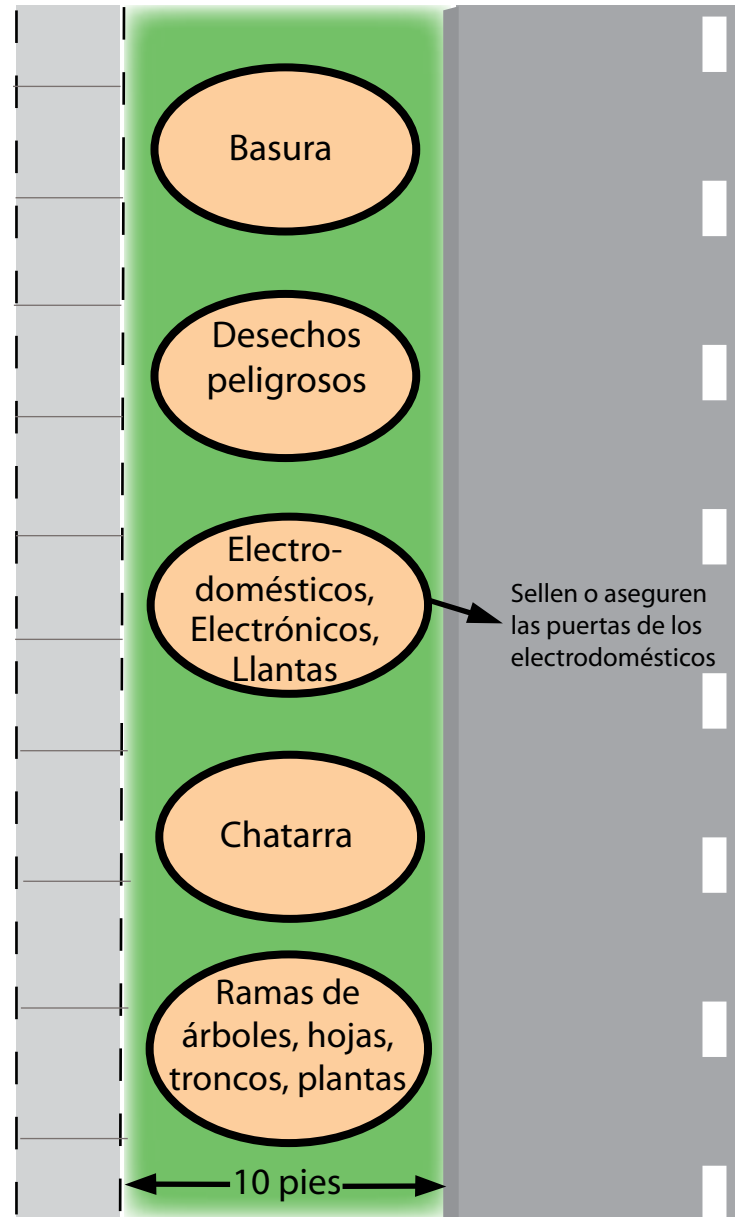 Basura
Desechos
peligrosos
Electro-
domésticos,
Electrónicos,
Llantas
Sellen o aseguren
las puertas de los
electrodomésticos
Chatarra
Ramas de
árboles, hojas,
troncos, plantas
10 pies